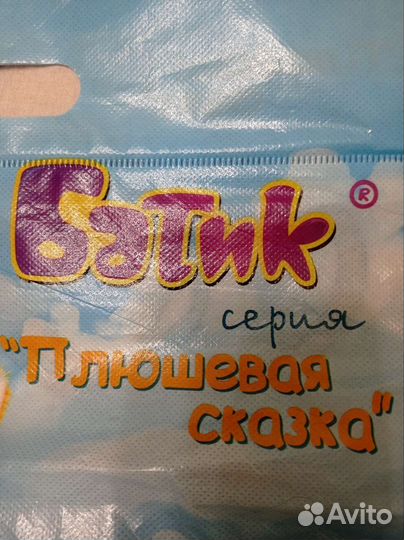 Батик ®
серия
"Плюшевая
сказка"
Avito